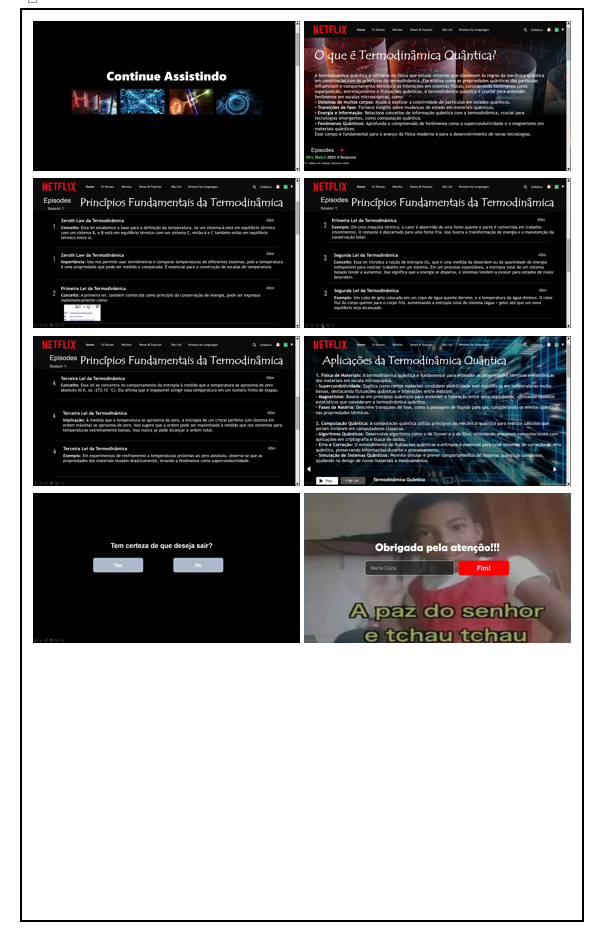 Continue Assistindo
NETFLIX Home Tv Shows Movies News & Popular My List Browse by Languages Children
O que é Termodinâmica Quântica?
A termodinâmica quântica é um ramo da física que estuda sistemas que obedecem às regras da mecânica quântica
em combinação com os princípios da termodinâmica. Ela analisa como as propriedades quânticas das partículas
influenciam o comportamento térmico e as interações em sistemas físicos, considerando fenômenos como
superposição, entrelaçamento e flutuações quânticas. A termodinâmica quântica é crucial para entender
fenômenos em escalas microscópicas, como:
• Sistemas de muitos corpos: Ajuda a explicar a coletividade de partículas em estados quânticos.
• Transições de fase: Fornece insights sobre mudanças de estado em materiais quânticos.
• Energia e Informação: Relaciona conceitos de informação quântica com a termodinâmica, crucial para
tecnologias emergentes, como computação quântica.
• Fenômenos Quânticos: Aprofunda a compreensão de fenômenos como a supercondutividade e o magnetismo em
materiais quânticos.
Esse campo é fundamental para o avanço da física moderna e para o desenvolvimento de novas tecnologias.
Episodes
98% Match 2023 4 Seasons
NETFLIX Home Tv Shows Movies News & Popular My List Browse by Languages Children
Episodes Princípios Fundamentais da Termodinâmica
Season 1:
1 Zeroth Law da Termodinâmica 45m
Conceito: Esta lei estabelece a base para a definição da temperatura. Se um sistema A está em equilíbrio térmico
com um sistema B, e B está em equilíbrio térmico com um sistema C, então A e C também estão em equilíbrio
térmico entre si.
1 Zeroth Law da Termodinâmica 45m
Importância: Isso nos permite usar termômetros e comparar temperaturas de diferentes sistemas, pois a temperatura
é uma propriedade que pode ser medida e comparada. É essencial para a construção de escalas de temperatura.
2 Primeira Lei da Termodinâmica 45m
Conceito: A primeira lei, também conhecida como princípio da conservação de energia, pode ser expressa
matematicamente como:
NETFLIX Home Tv Shows Movies News & Popular My List Browse by Languages Children
Episodes Princípios Fundamentais da Termodinâmica
Season 1:
2 Primeira Lei da Termodinâmica 45m
Exemplo: Em uma máquina térmica, o calor é absorvido de uma fonte quente e parte é convertida em trabalho
(movimento). O restante é descartado para uma fonte fria. Isso ilustra a transformação de energia e a manutenção da
conservação total.
3 Segunda Lei da Termodinâmica 45m
Conceito: Essa lei introduz a noção de entropia (S), que é uma medida da desordem ou da quantidade de energia
indisponível para realizar trabalho em um sistema. Em um processo espontâneo, a entropia total de um sistema
isolado tende a aumentar. Isso implica que a energia se dispersa, e sistemas tendem a evoluir para estados de maior
desordem.
3 Segunda Lei da Termodinâmica 45m
Exemplo: Um cubo de gelo colocado em um copo de água quente derrete, e a temperatura da água diminui. O calor
flui do corpo quente para o corpo frio, aumentando a entropia total do sistema (água + gelo) até que um novo
equilíbrio seja alcançado.
NETFLIX Home Tv Shows Movies News & Popular My List Browse by Languages Children
Episodes Princípios Fundamentais da Termodinâmica
Season 1:
4 Terceira Lei da Termodinâmica 45m
Conceito: Essa lei se concentra no comportamento da entropia à medida que a temperatura se aproxima do zero
absoluto (0 K, ou -273,15 °C). Ela afirma que é impossível atingir essa temperatura em um número finito de etapas.
4 Terceira Lei da Termodinâmica 45m
Implicação: À medida que a temperatura se aproxima de zero, a entropia de um cristal perfeito (um sistema em
ordem máxima) se aproxima de zero. Isso sugere que a ordem pode ser maximizada à medida que nos movemos para
temperaturas extremamente baixas, mas nunca se pode alcançar a ordem total.
4 Terceira Lei da Termodinâmica 45m
Exemplo: Em experimentos de resfriamento a temperaturas próximas ao zero absoluto, observa-se que as
propriedades dos materiais mudam drasticamente, levando a fenômenos como supercondutividade.
NETFLIX Home Tv Shows Movies News & Popular My List Browse by Languages Children
Aplicações da Termodinâmica Quântica
1. Física de Materiais: A termodinâmica quântica é fundamental para entender as propriedades térmicas e eletrônicas
dos materiais em escala microscópica.
- Supercondutividade: Explica como certos materiais conduzem eletricidade sem resistência em temperaturas muito
baixas, destacando flutuações quânticas e interações entre elétrons.
- Magnetismo: Baseia-se em princípios quânticos para entender a interação entre spins eletrônicos, utilizando modelos
estatísticos que consideram a termodinâmica quântica.
- Fases da Matéria: Descreve transições de fase, como a passagem de líquido para gás, considerando os efeitos quânticos
nas propriedades térmicas.
2. Computação Quântica: A computação quântica utiliza princípios da mecânica quântica para realizar cálculos que
seriam inviáveis em computadores clássicos.
- Algoritmos Quânticos: Desenvolve algoritmos como o de Grover e o de Shor, otimizando processos computacionais com
aplicações em criptografia e busca de dados.
- Erro e Correção: O entendimento de flutuações quânticas e entropia é essencial para criar sistemas de correção de erro
quântico, preservando informações durante o processamento.
- Simulação de Sistemas Quânticos: Permite simular e prever comportamentos de sistemas quânticos complexos,
ajudando no design de novos materiais e medicamentos.
Play + My List Termodinâmica Quântica
Tem certeza de que deseja sair?
Yes No
Obrigada pela atenção!!!
Maria Clara Fim!
A paz do senhor
e tchau tchau